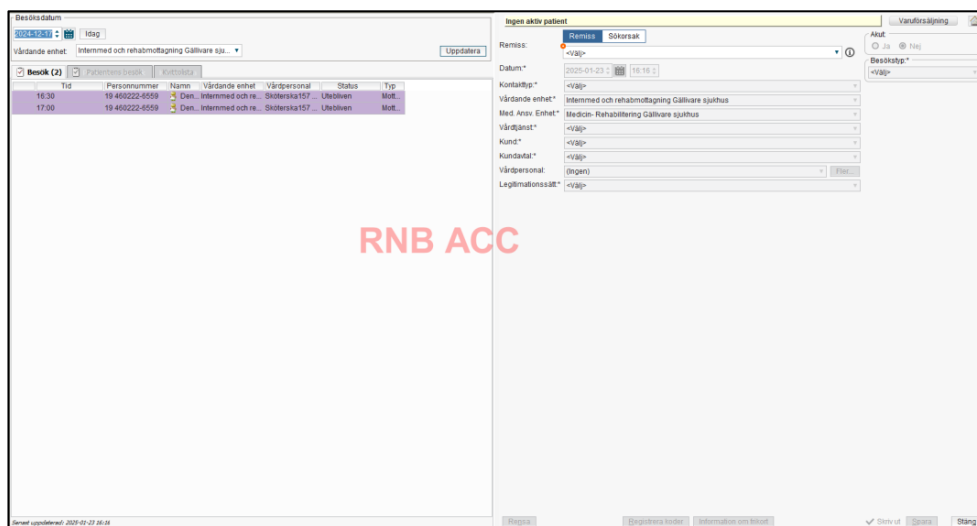 Besöksdatum
2024-12-17 Idag
Vårdande enhet: Internmed och rehabmottagning Gällivare sju... Uppdatera
Besök (2) Patientens besök Kvittolista
Tid Personnummer Namn Vårdande enhet Vårdpersonal Status Typ
16:30 19 460222-6559 Den... Internmed och re... Sköterska157 ... Utebliven Mott...
17:00 19 460222-6559 Den... Internmed och re... Sköterska157 ... Utebliven Mott...
Senast uppdaterad: 2025-01-23 16:16
Ingen aktiv patient Varuförsäljning
Remiss Sökorsak
Remiss: <Välj>
Datum:* 2025-01-23 16:16
Kontakttyp:* <Välj>
Vårdande enhet:* Internmed och rehabmottagning Gällivare sjukhus
Med. Ansv. Enhet:* Medicin- Rehabilitering Gällivare sjukhus
Vårdtjänst:* <Välj>
Kund:* <Välj>
Kundavtal:* <Välj>
Vårdpersonal: (Ingen) Fler...
Legitimationssätt:* <Välj>
Akut:
Ja Nej
Besökstyp:*
<Välj>
RNB ACC
Rensa Registrera koder Information om frikod Skriv ut Spara Stäng